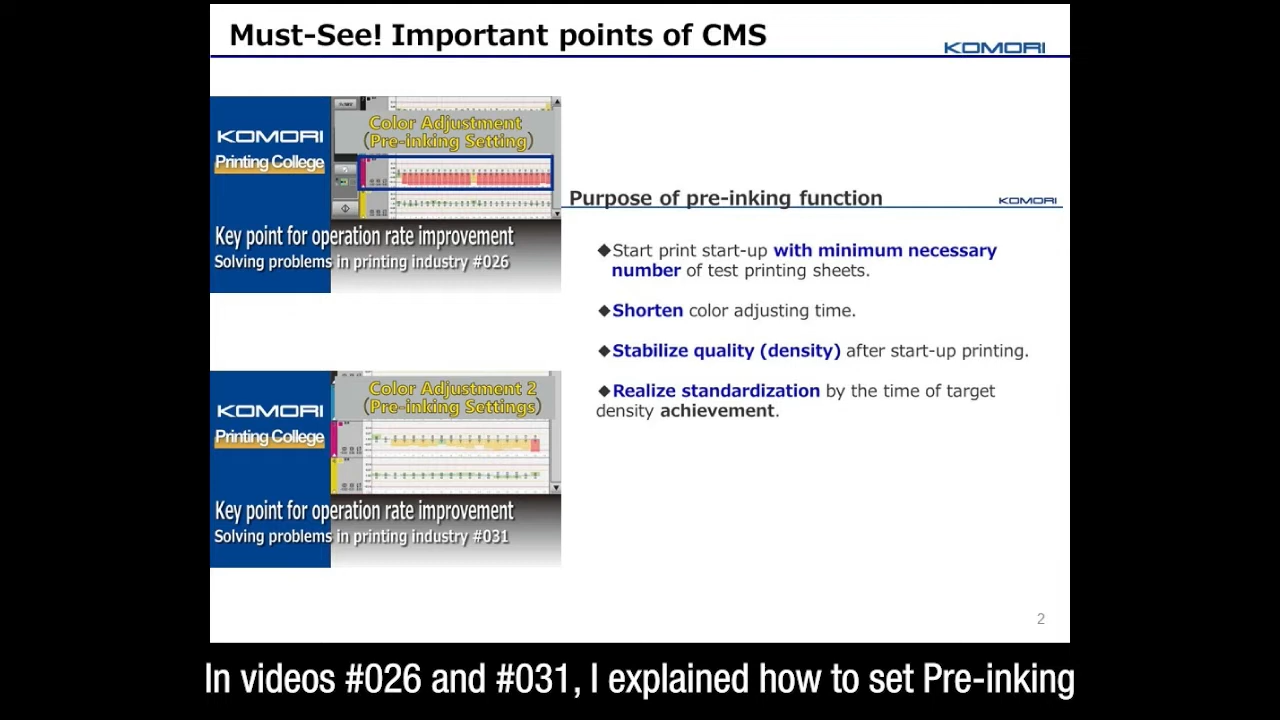 Must-See! Important points of CMS
KOMORI
KOMORI
Printing College
Color Adjustment
(Pre-inking Setting)
Key point for operation rate improvement
Solving problems in printing industry #026
Purpose of pre-inking function
KOMORI
◆Start print start-up with minimum necessary
number of test printing sheets.
◆Shorten color adjusting time.
◆Stabilize quality (density) after start-up printing.
◆Realize standardization by the time of target
density achievement.
KOMORI
Printing College
Color Adjustment 2
(Pre-inking Settings)
Key point for operation rate improvement
Solving problems in printing industry #031
2
In videos #026 and #031, I explained how to set Pre-inking